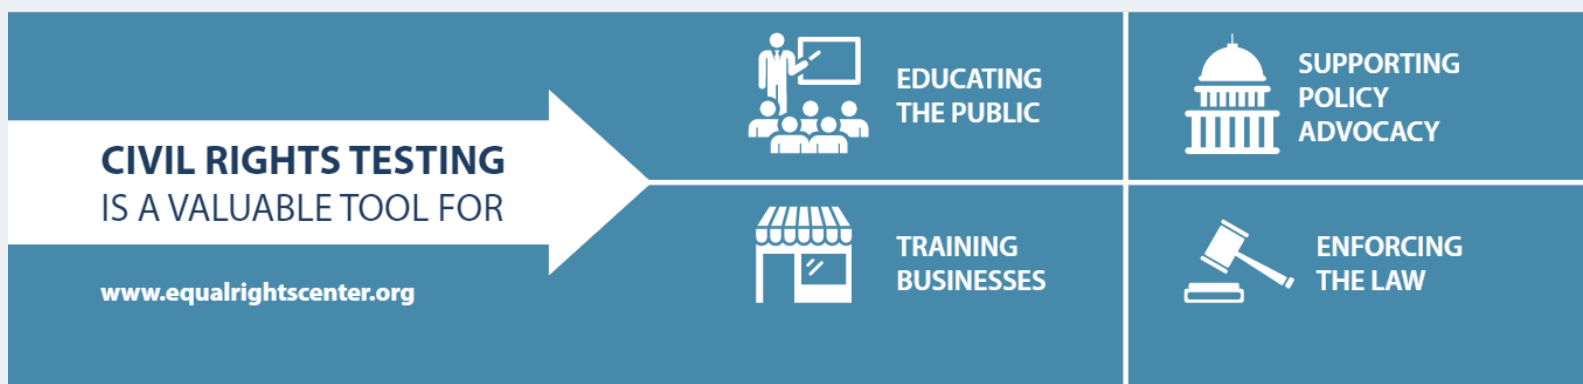 CIVIL RIGHTS TESTING
IS A VALUABLE TOOL FOR
www.equalrightscenter.org
EDUCATING
THE PUBLIC
SUPPORTING
POLICY
ADVOCACY
TRAINING
BUSINESSES
ENFORCING
THE LAW